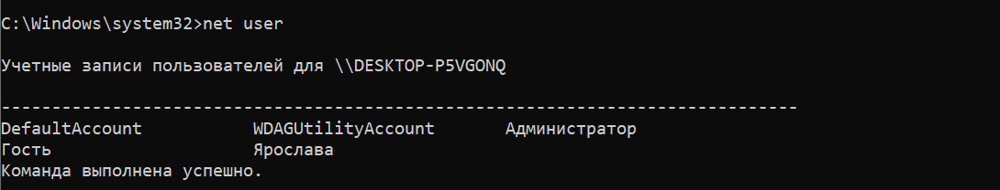 C:\Windows\system32>net user
Учетные записи пользователей для \\DESKTOP-P5VGONQ
-------------------------------------------------------------------------------
DefaultAccount           WDAGUtilityAccount       Администратор
Гость                    Ярослава
Команда выполнена успешно.